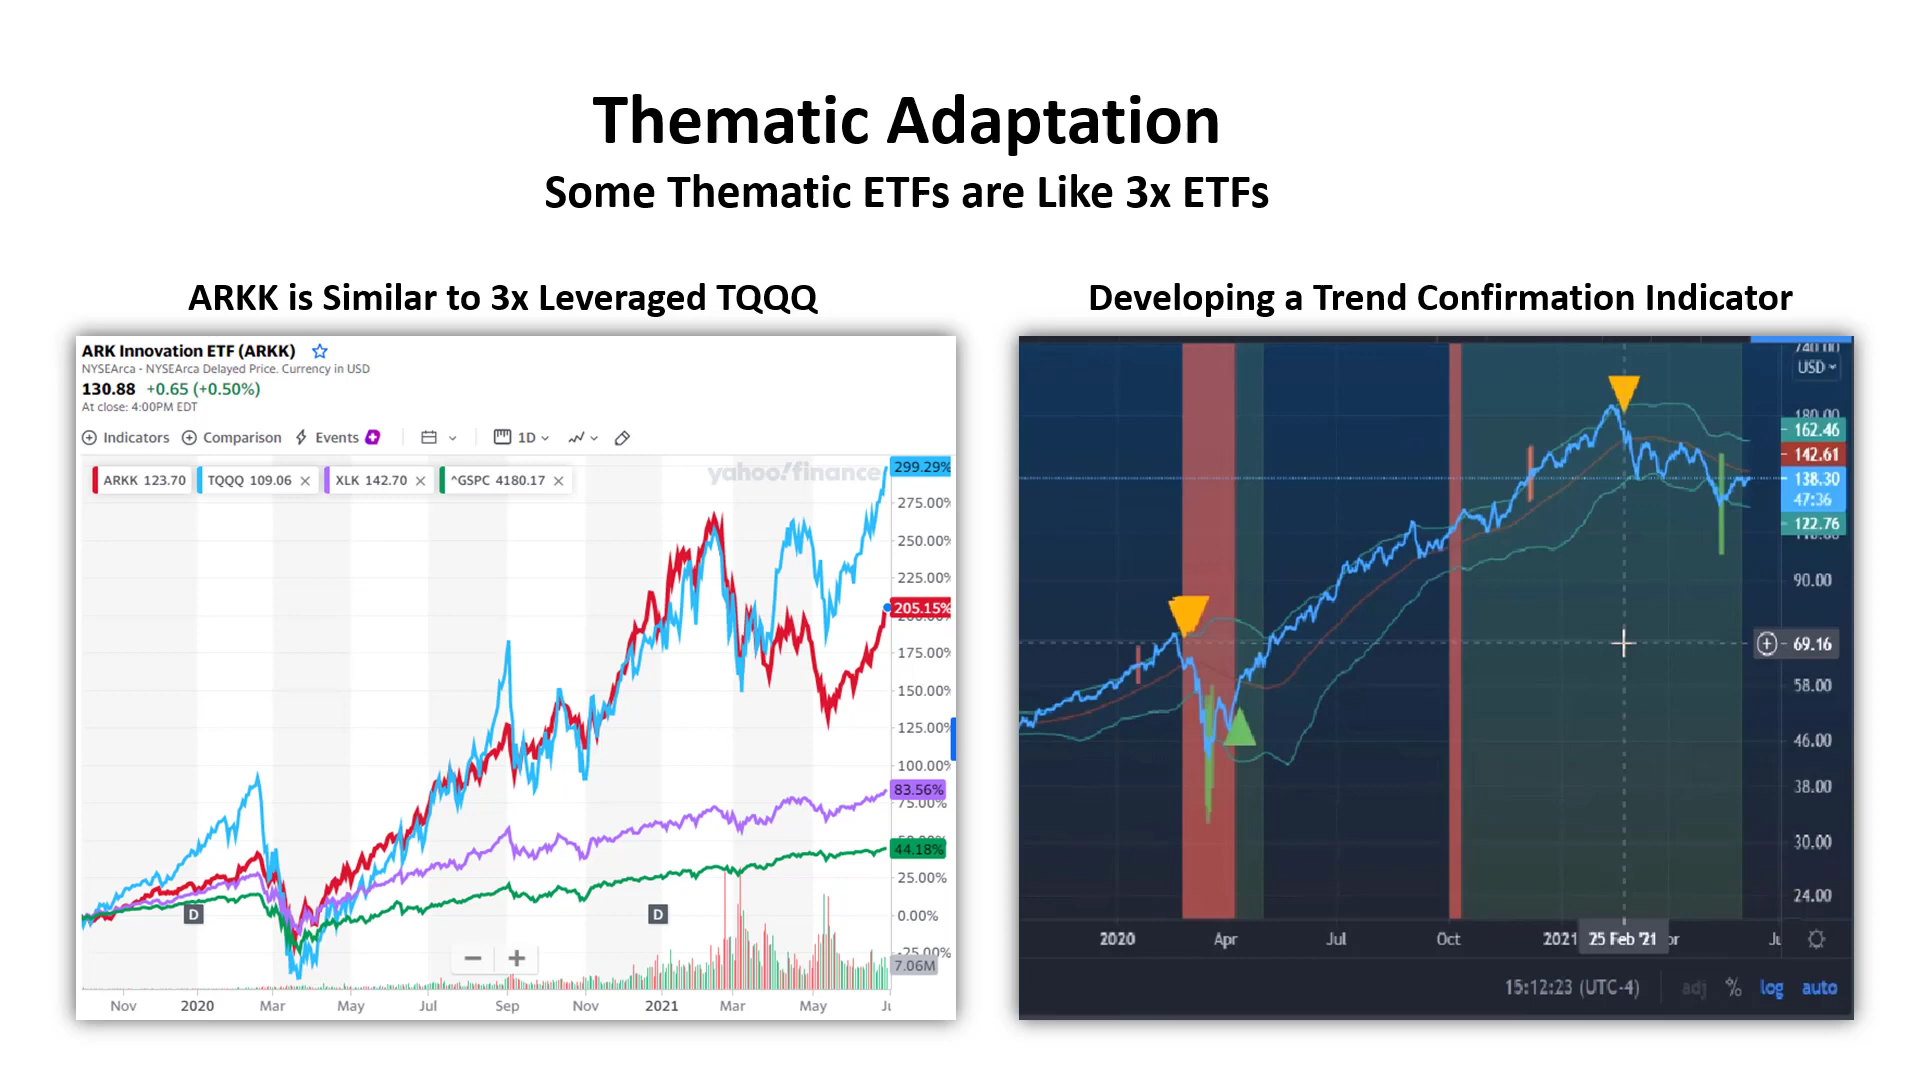 Thematic Adaptation
Some Thematic ETFs are Like 3x ETFs
ARKK is Similar to 3x Leveraged TQQQ
ARK Innovation ETF (ARKK)
NYSEArca - NYSEArca Delayed Price. Currency in USD
130.88 +0.65 (+0.50%)
At close: 4:00PM EDT
Indicators Comparison Events 1D
yahoo!finance
ARKK 123.70 TQQQ 109.06 XLK 142.70 ^GSPC 4180.17
299.29%
275.00%
250.00%
225.00%
205.15%
175.00%
150.00%
125.00%
100.00%
83.56%
75.00%
44.18%
25.00%
0.00%
-25.00%
7.06M
D D
Nov 2020 Mar May Jul Sep Nov 2021 Mar May
Developing a Trend Confirmation Indicator
USD
180.00
162.46
142.61
138.30
47:36
122.76
90.00
69.16
58.00
46.00
38.00
30.00
24.00
2020 Apr Jul Oct 2021 25 Feb '21
15:12:23 (UTC-4) adj % log auto